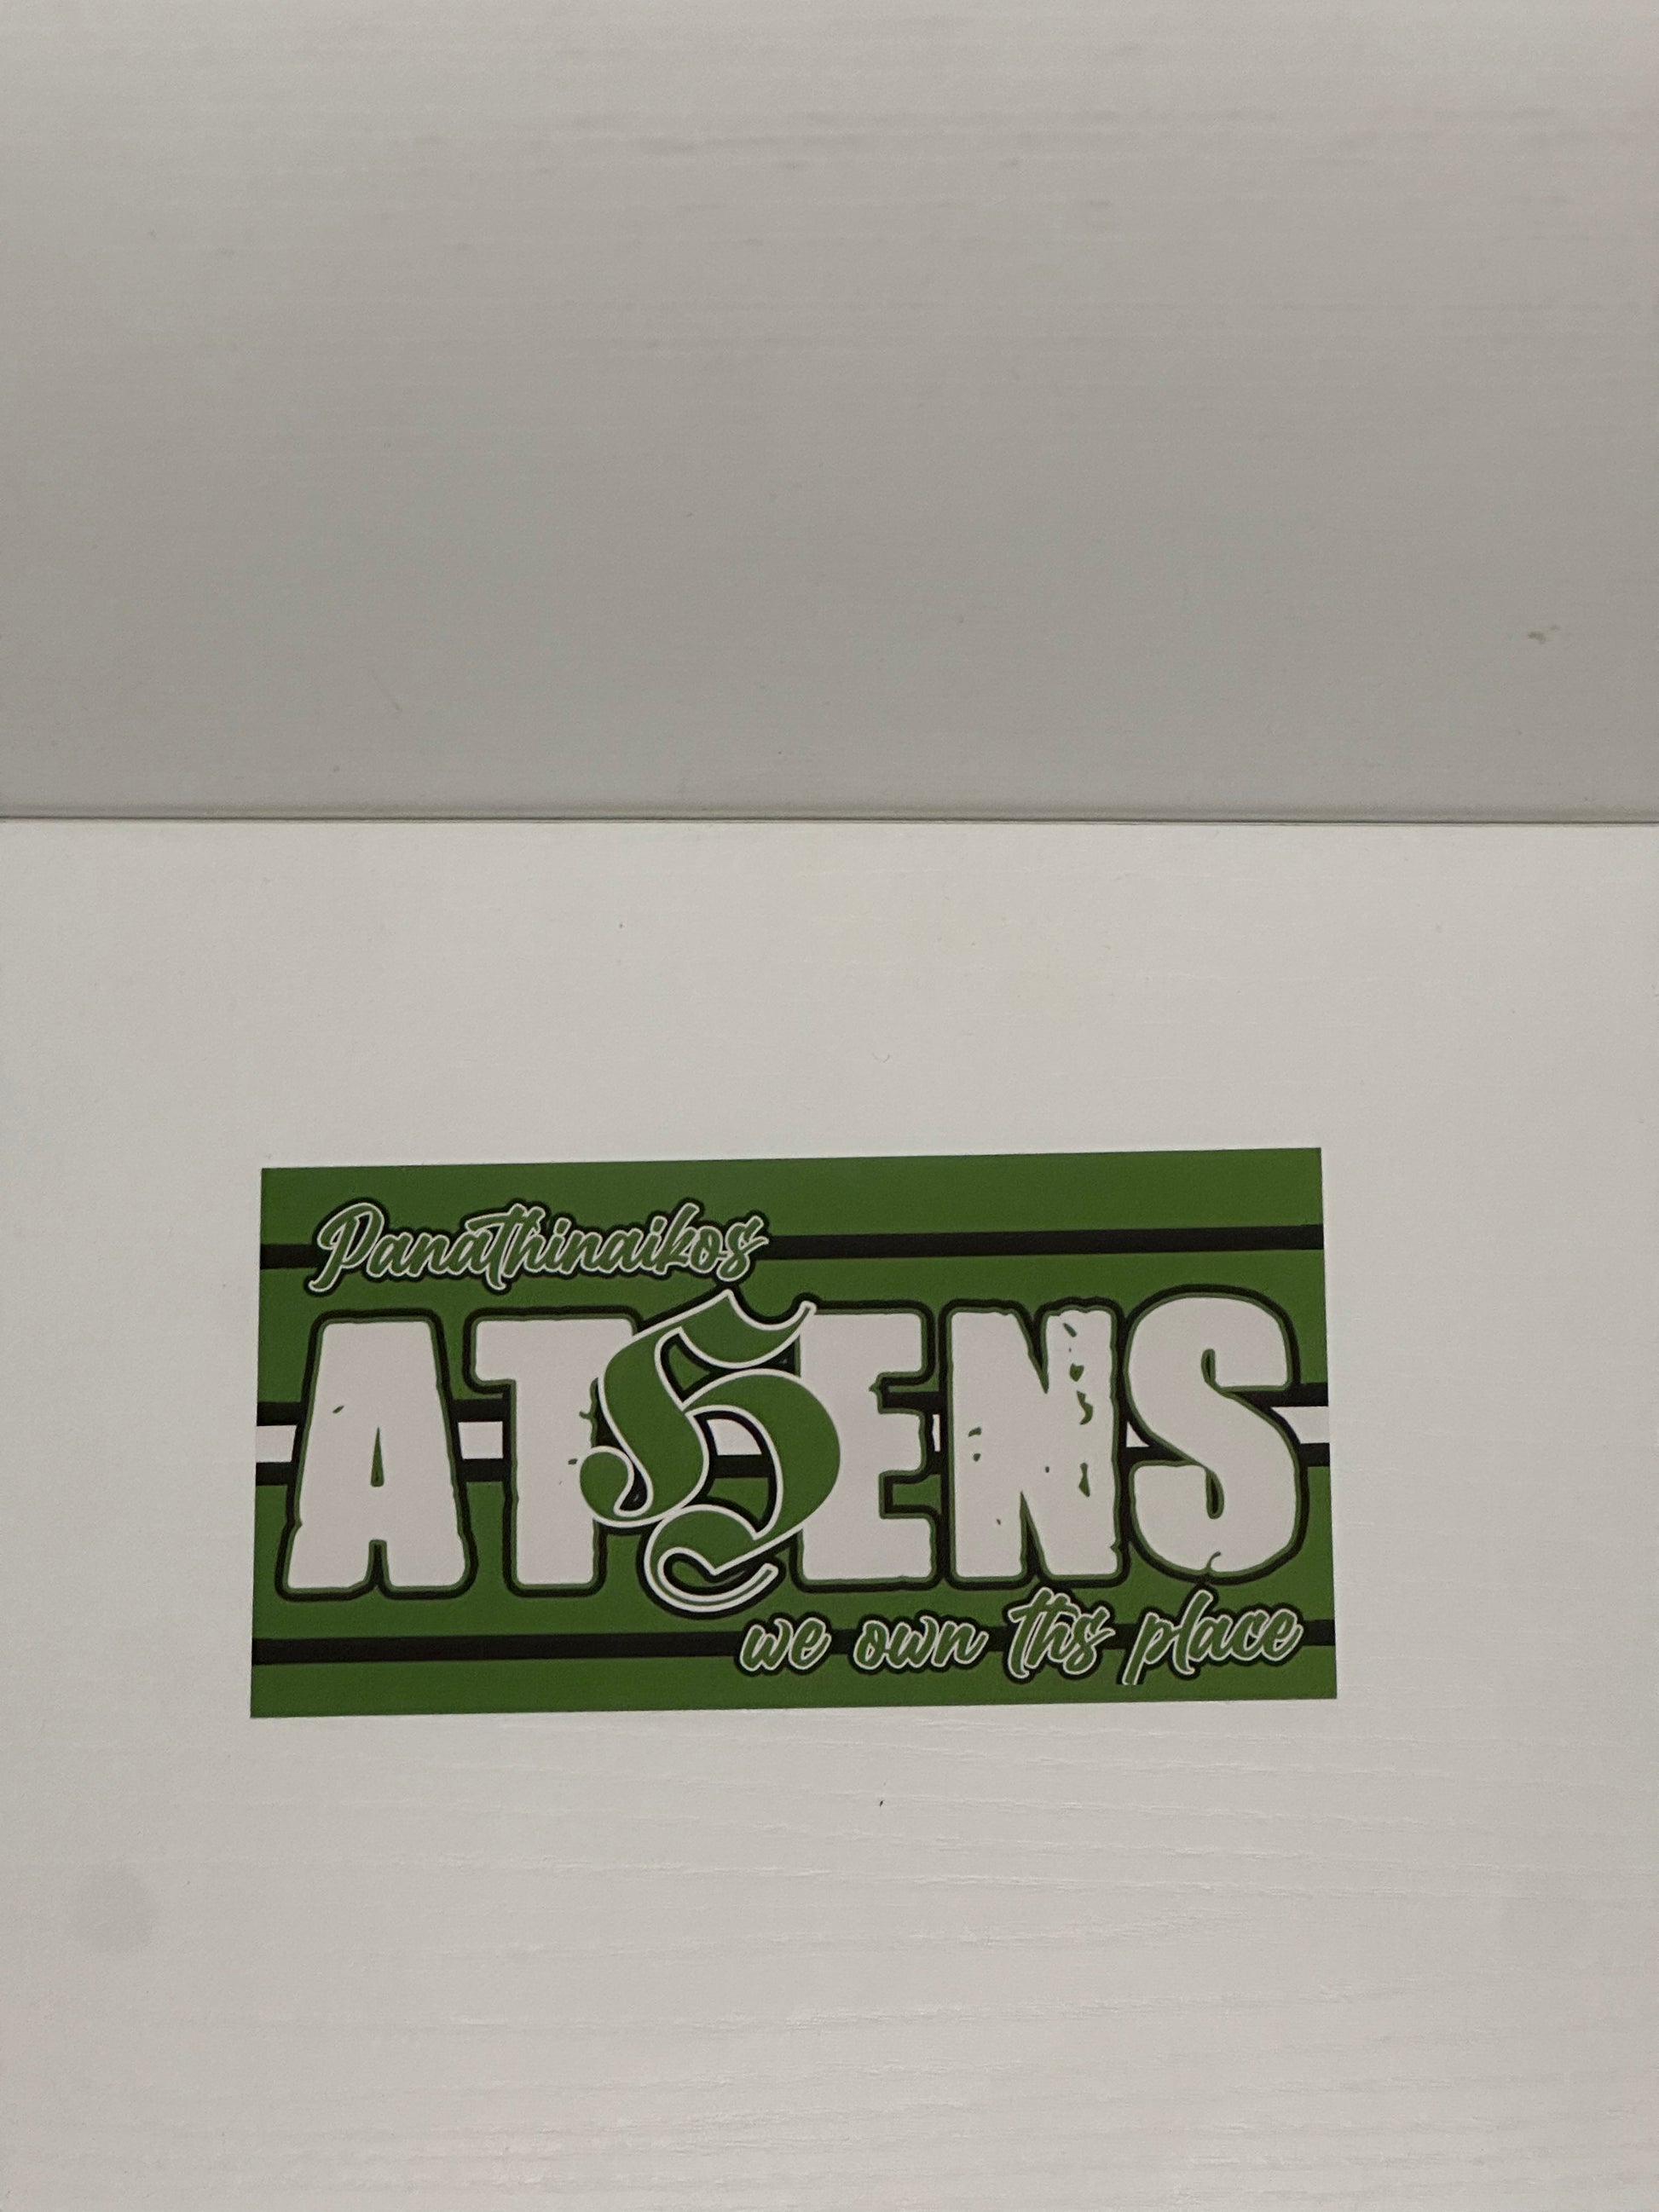 Panathinaikos
ATHENS
we own ths place